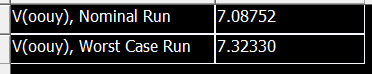 V(oouy), Nominal Run 7.08752
V(oouy), Worst Case Run 7.32330